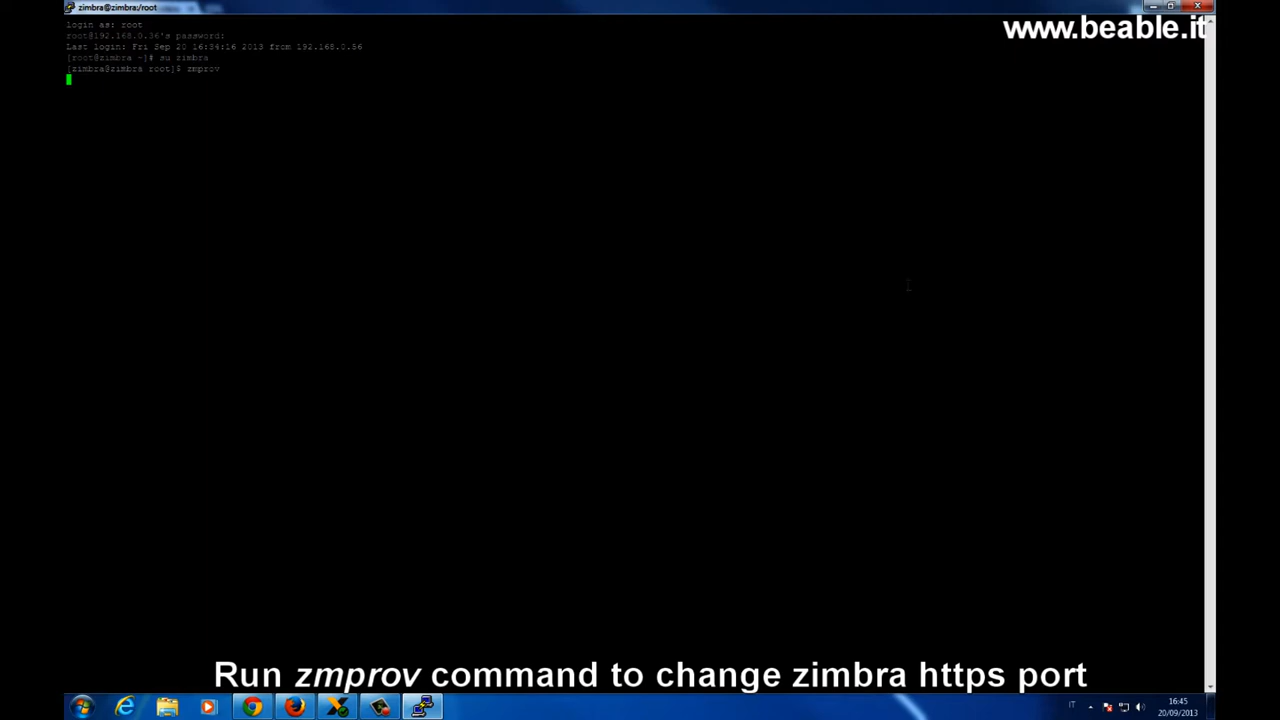 zimbra@zimbra:/root
www.beable.it
login as: root
root@192.168.0.36's password:
Last login: Fri Sep 20 16:34:16 2013 from 192.168.0.56
[root@zimbra ~]# su zimbra
[zimbra@zimbra root]$ zmprov
Run zmprov command to change zimbra https port
IT
16:45
20/09/2013